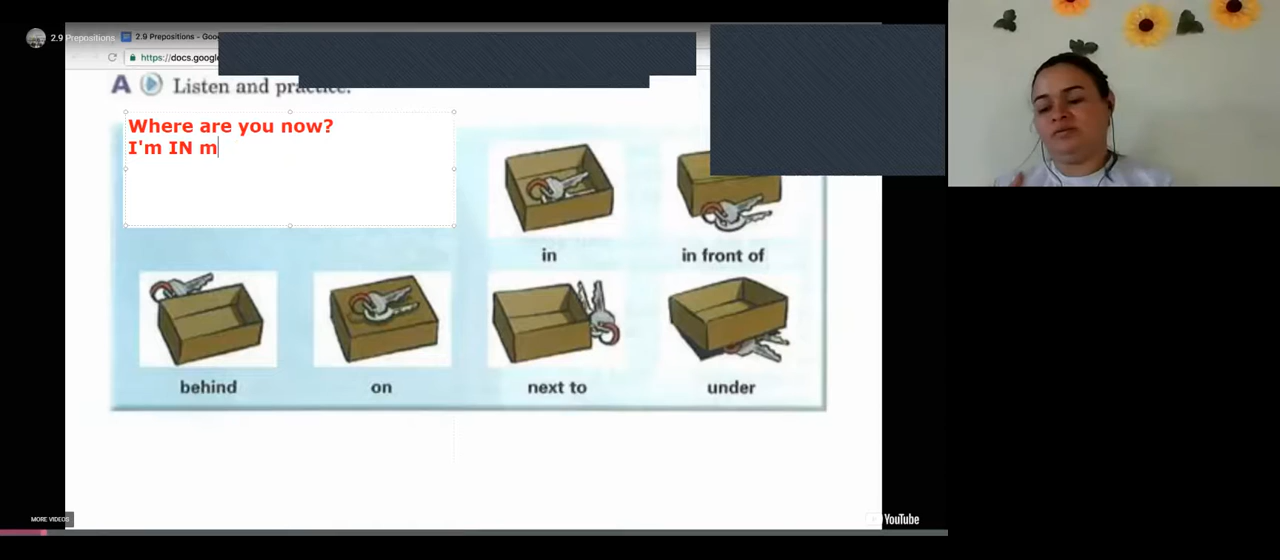 2.9 Prepositions
2.9 Prepositions - Goo
https://docs.google
A Listen and practice.
Where are you now?
I'm IN m
in
in front of
behind
on
next to
under
MORE VIDEOS
YouTube